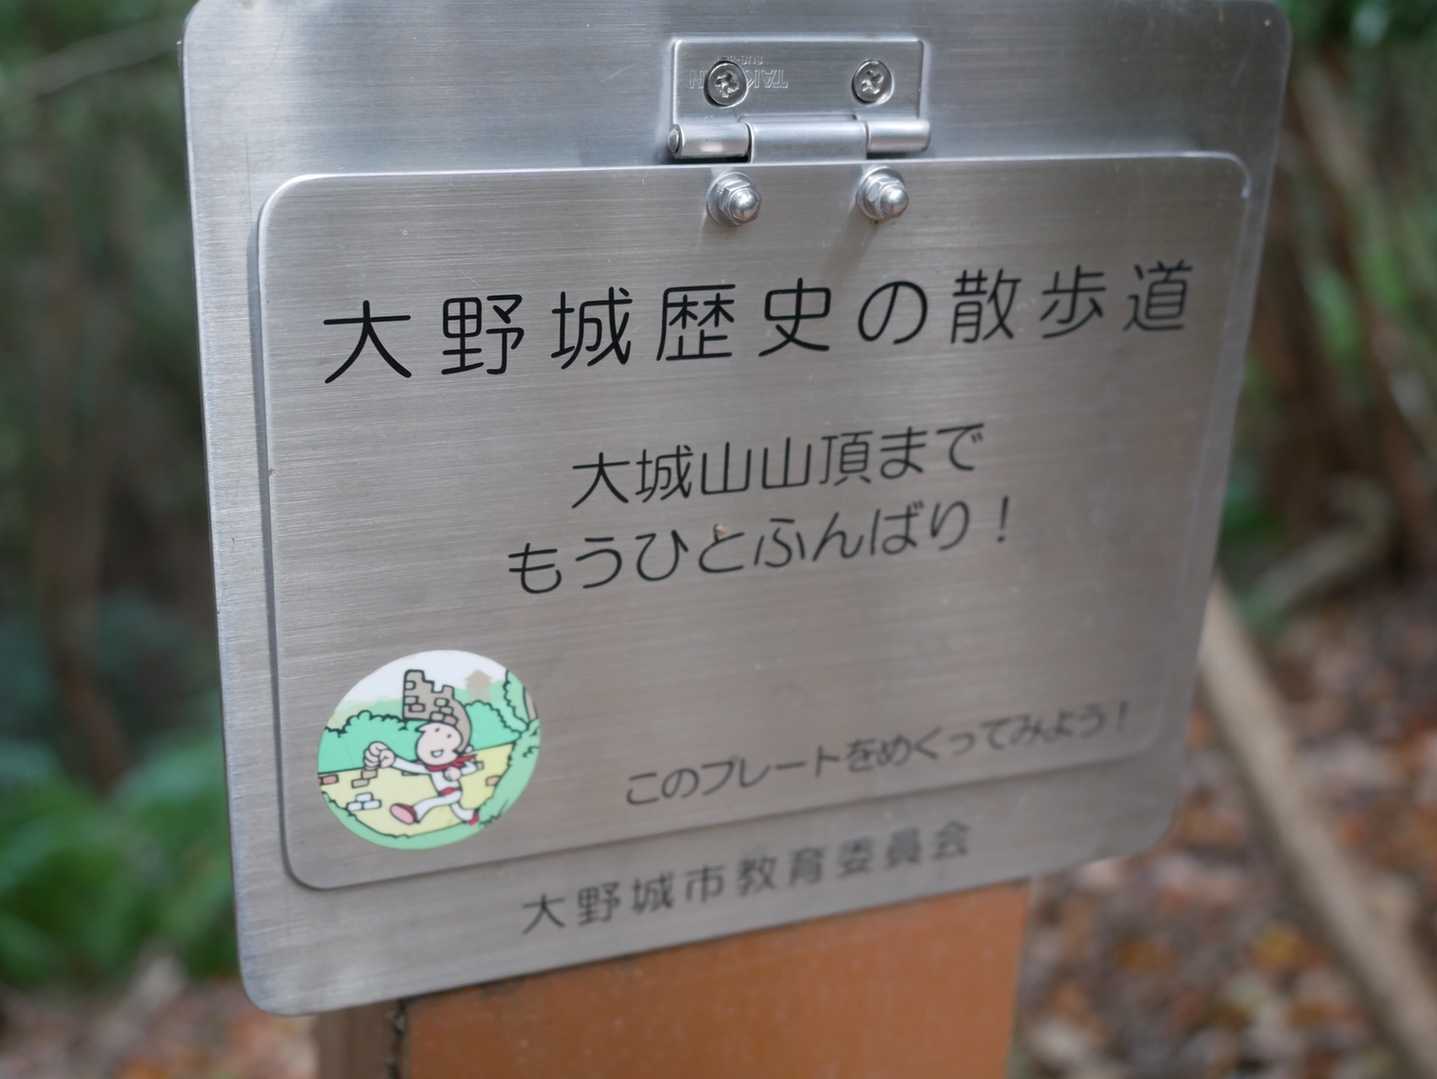 大野城歴史の散歩道
大城山山頂まで
もうひとふんばり！
このプレートをめくってみよう！
大野城市教育委員会